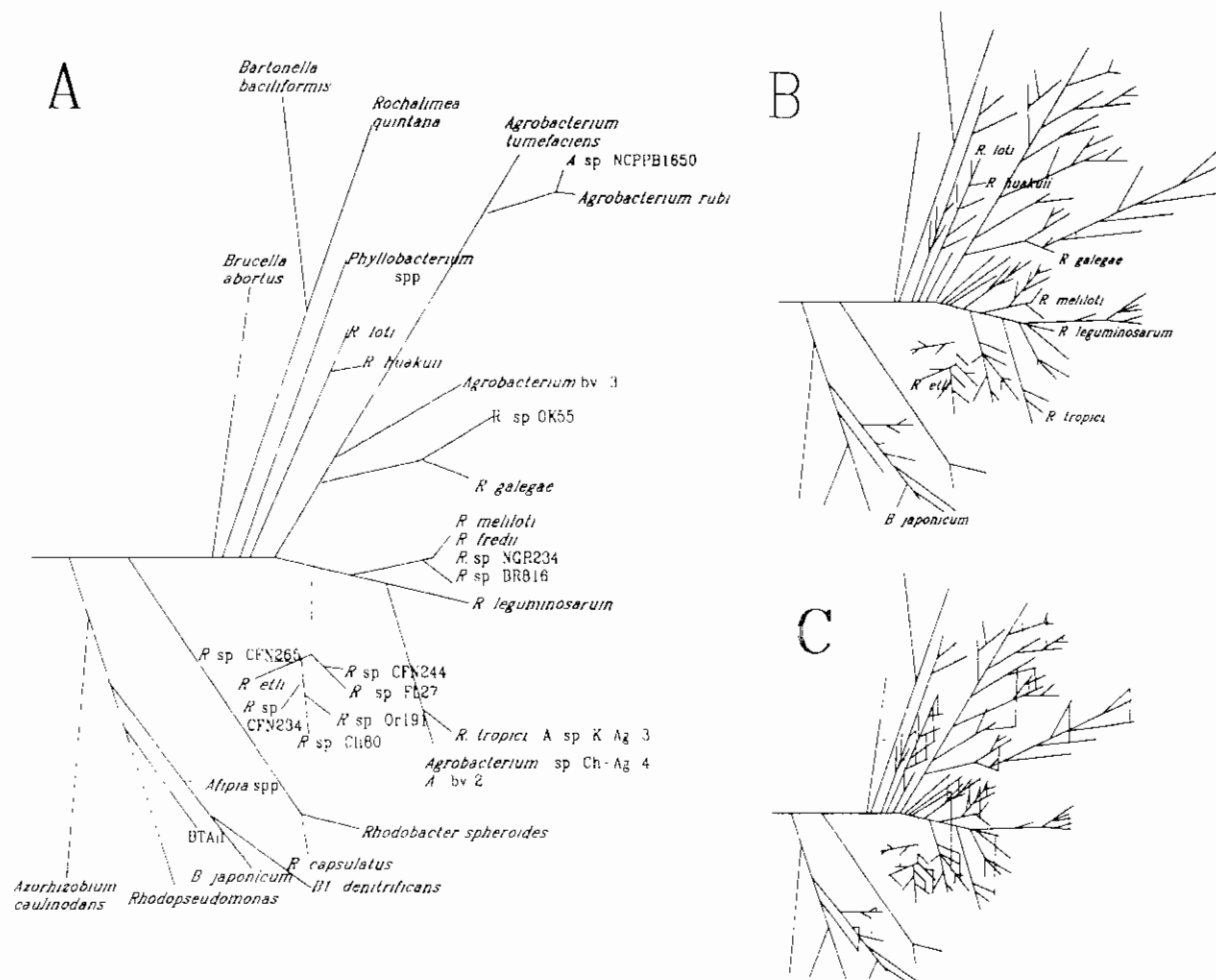 A
Bartonella
baciliformis
Rochalimea
quintana
Agrobacterium
tumefaciens
A sp NCPPB1650
Agrobacterium rubi
Brucella
abortus
Phyllobacterium
spp
R loti
R huakuii
Agrobacterium bv 3
R sp OK55
R galegae
R meliloti
R fredii
R sp NGR234
R sp BR816
R leguminosarum
R sp CFN265
R etli
R sp
CFN234
R sp CFN244
R sp FL27
R sp Or191
R sp Cli80
R tropici A sp K Ag 3
Agrobacterium sp Ch-Ag 4
A bv 2
Afipia spp
BTAi1
Rhodobacter spheroides
R capsulatus
B japonicum
B1 denitrificans
Azorhizobium
caulinodans
Rhodopseudomonas
B
R loti
R huakuii
R galegae
R meliloti
R leguminosarum
R etli
R tropici
B japonicum
C